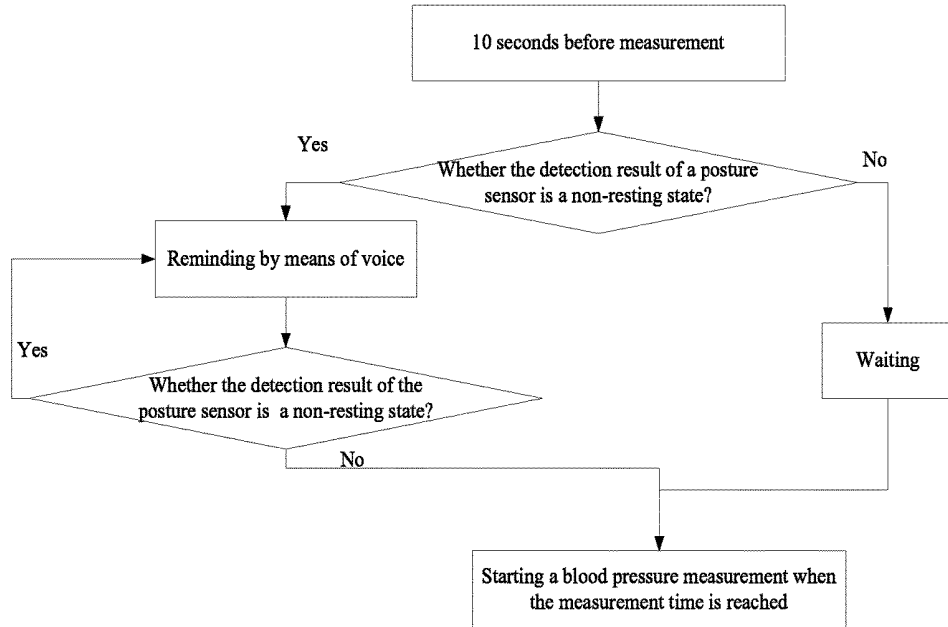 10 seconds before measurement
Yes
Whether the detection result of a posture
sensor is a non-resting state?
No
Reminding by means of voice
Yes
Waiting
Whether the detection result of the
posture sensor is a non-resting state?
No
Starting a blood pressure measurement when
the measurement time is reached